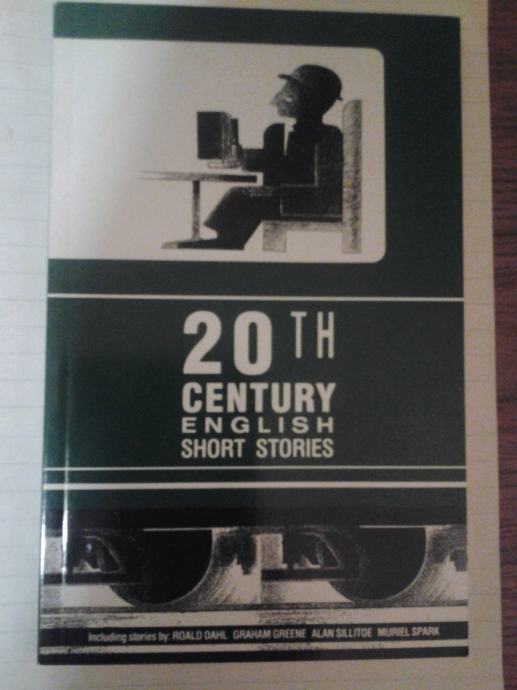 20TH
CENTURY
ENGLISH
SHORT STORIES
Including stories by: ROALD DAHL GRAHAM GREENE ALAN SILLITOE MURIEL SPARK